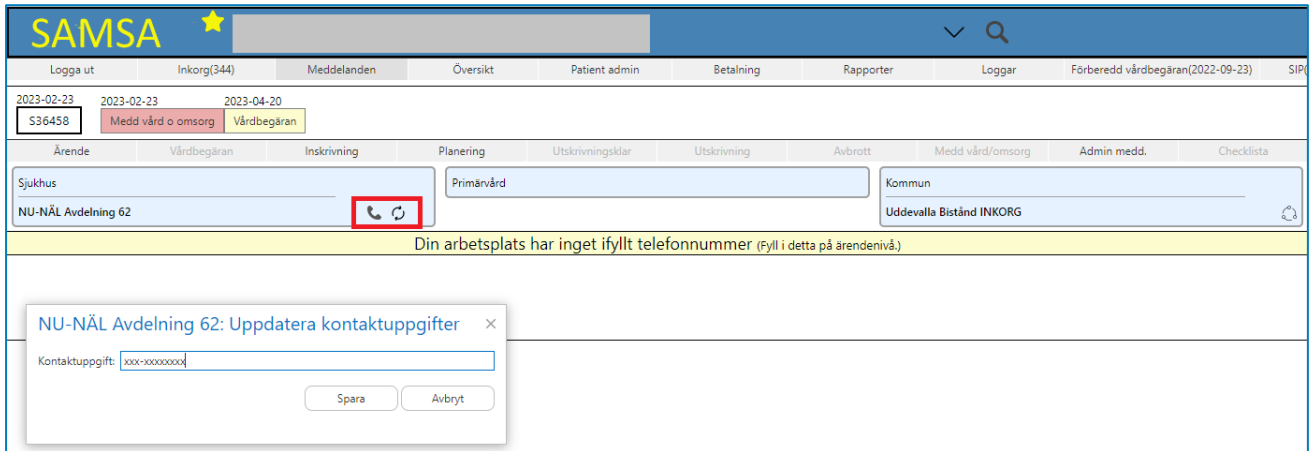 SAMSA
Logga ut Inkorg(344) Meddelanden Översikt Patient admin Betalning Rapporter Loggar Förberedd vårdbegäran(2022-09-23) SIP(
2023-02-23 2023-02-23 2023-04-20
S36458 Medd vård o omsorg Vårdbegäran
Ärende Vårdbegäran Inskrivning Planering Utskrivningsklar Utskrivning Avbrott Medd vård/omsorg Admin medd. Checklista
Sjukhus Primärvård Kommun
NU-NÄL Avdelning 62 Uddevalla Bistånd INKORG
Din arbetsplats har inget ifyllt telefonnummer (Fyll i detta på ärendenivå.)
NU-NÄL Avdelning 62: Uppdatera kontaktuppgifter
Kontaktuppgift: xxx-xxxxxxxx
Spara Avbryt